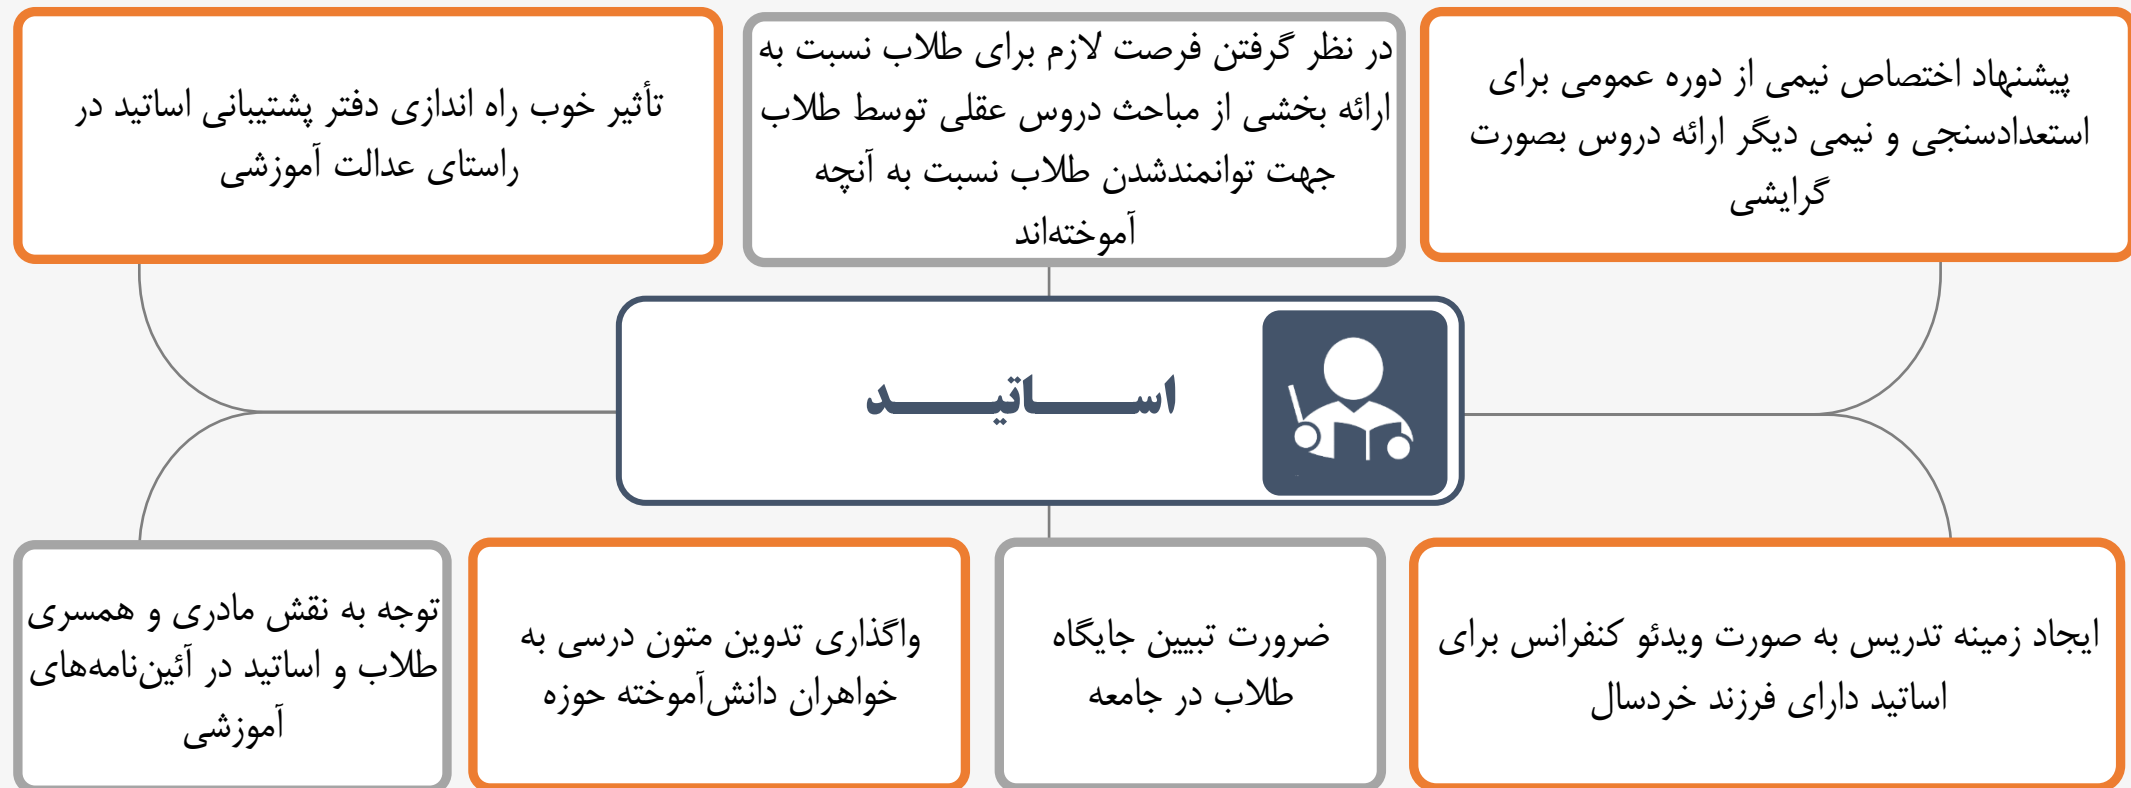 پیشنهاد اختصاص نیمی از دوره عمومی برای
استعدادسنجی و نیمی دیگر ارائه دروس بصورت
گرایشی
در نظر گرفتن فرصت لازم برای طلاب نسبت به
ارائه بخشی از مباحث دروس عقلی توسط طلاب
جهت توانمندشدن طلاب نسبت به آنچه
آموخته‌اند
تأثیر خوب راه اندازی دفتر پشتیبانی اساتید در
راستای عدالت آموزشی
اســــاتیــــد
ایجاد زمینه تدریس به صورت ویدئو کنفرانس برای
اساتید دارای فرزند خردسال
ضرورت تبیین جایگاه
طلاب در جامعه
واگذاری تدوین متون درسی به
خواهران دانش‌آموخته حوزه
توجه به نقش مادری و همسری
طلاب و اساتید در آئین‌نامه‌های
آموزشی